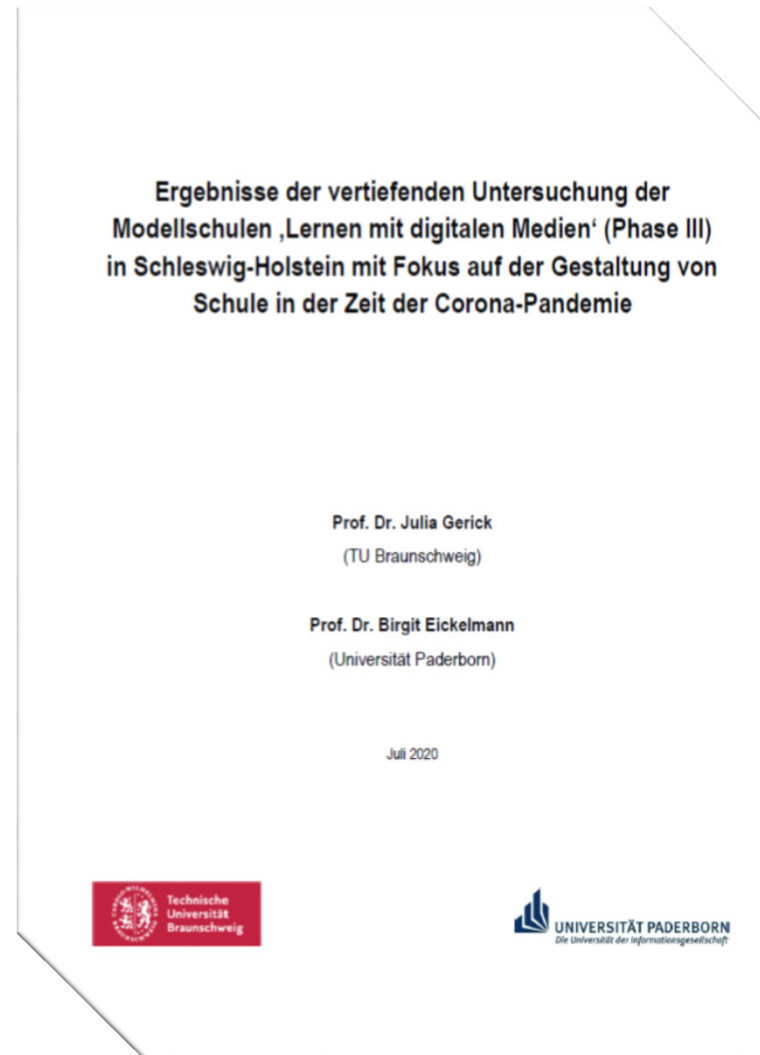 Ergebnisse der vertiefenden Untersuchung der
Modellschulen ‚Lernen mit digitalen Medien‘ (Phase III)
in Schleswig-Holstein mit Fokus auf der Gestaltung von
Schule in der Zeit der Corona-Pandemie
Prof. Dr. Julia Gerick
(TU Braunschweig)
Prof. Dr. Birgit Eickelmann
(Universität Paderborn)
Juli 2020
Technische
Universität
Braunschweig
UNIVERSITÄT PADERBORN
Die Universität der Informationsgesellschaft